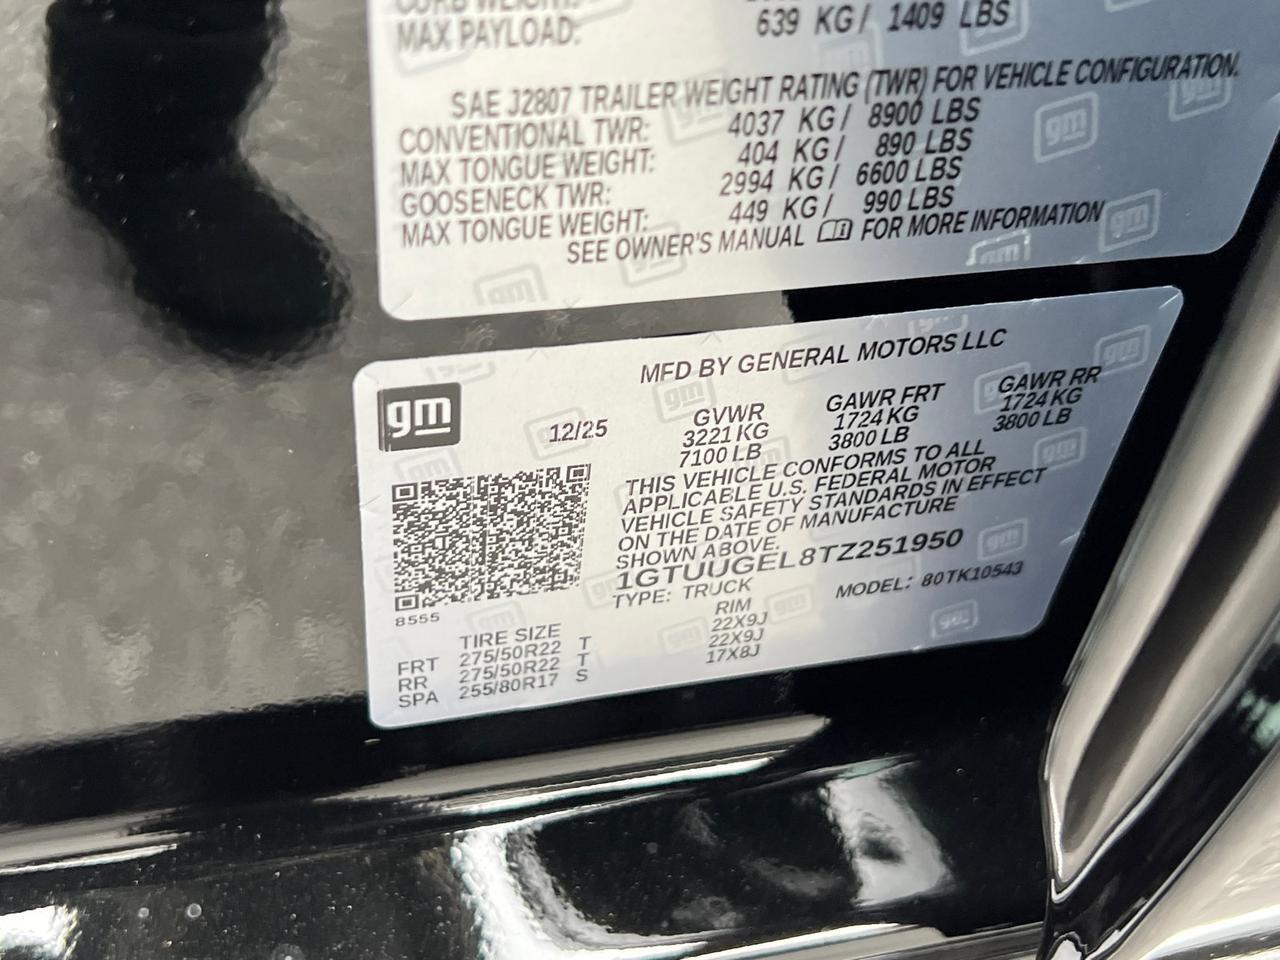 CURB WEIGHT:
MAX PAYLOAD: 639 KG/ 1409 LBS
SAE J2807 TRAILER WEIGHT RATING (TWR) FOR VEHICLE CONFIGURATION.
CONVENTIONAL TWR: 4037 KG/ 8900 LBS
MAX TONGUE WEIGHT: 404 KG/ 890 LBS
GOOSENECK TWR: 2994 KG/ 6600 LBS
MAX TONGUE WEIGHT: 449 KG/ 990 LBS
SEE OWNER'S MANUAL FOR MORE INFORMATION
MFD BY GENERAL MOTORS LLC
gm
12/25
GVWR GAWR FRT GAWR RR
3221 KG 1724 KG 1724 KG
7100 LB 3800 LB 3800 LB
THIS VEHICLE CONFORMS TO ALL
APPLICABLE U.S. FEDERAL MOTOR
VEHICLE SAFETY STANDARDS IN EFFECT
ON THE DATE OF MANUFACTURE
SHOWN ABOVE.
1GTUUGEL8TZ251950
TYPE: TRUCK MODEL: 80TK10543
8555
TIRE SIZE RIM
FRT 275/50R22 T 22X9J
RR 275/50R22 T 22X9J
SPA 255/80R17 S 17X8J